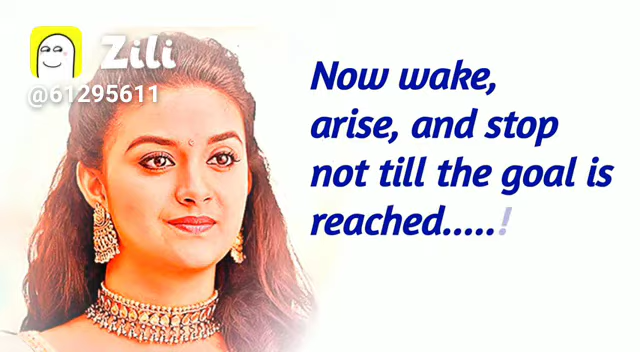 Zili
@61295611
Now wake,
arise, and stop
not till the goal is
reached.....!